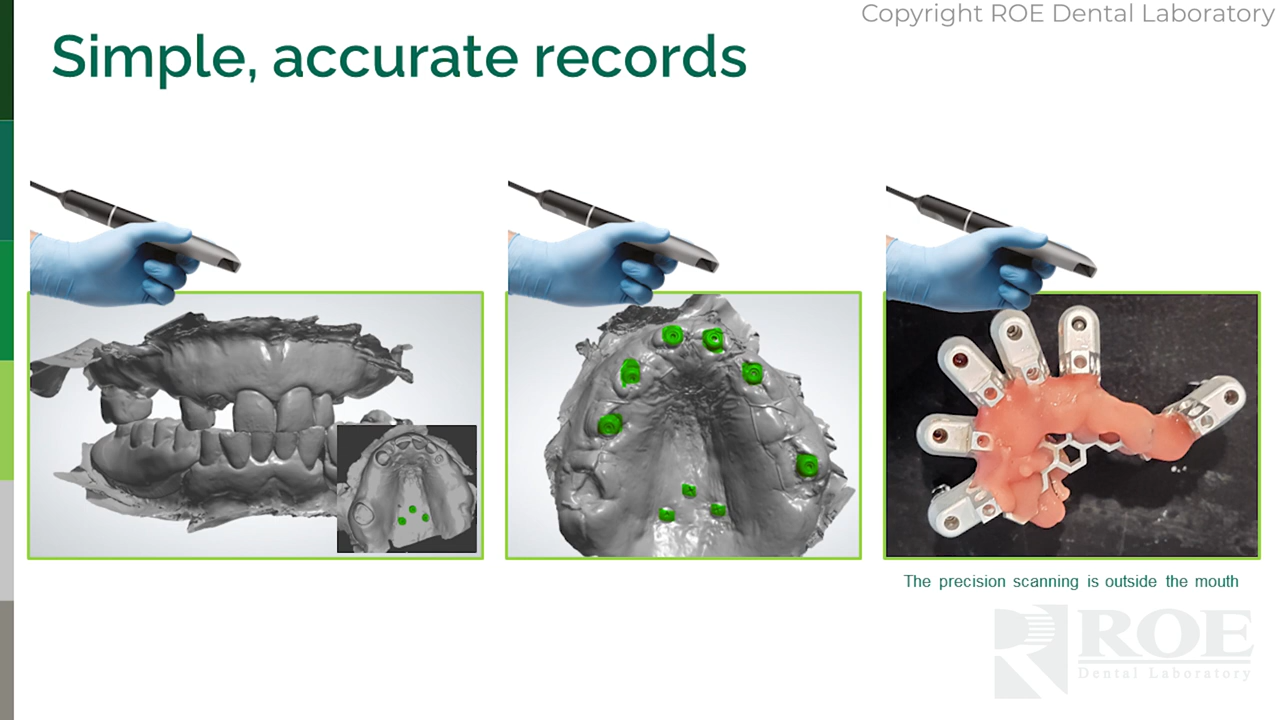 Copyright ROE Dental Laboratory
Simple, accurate records
The precision scanning is outside the mouth
ROE
Dental Laboratory